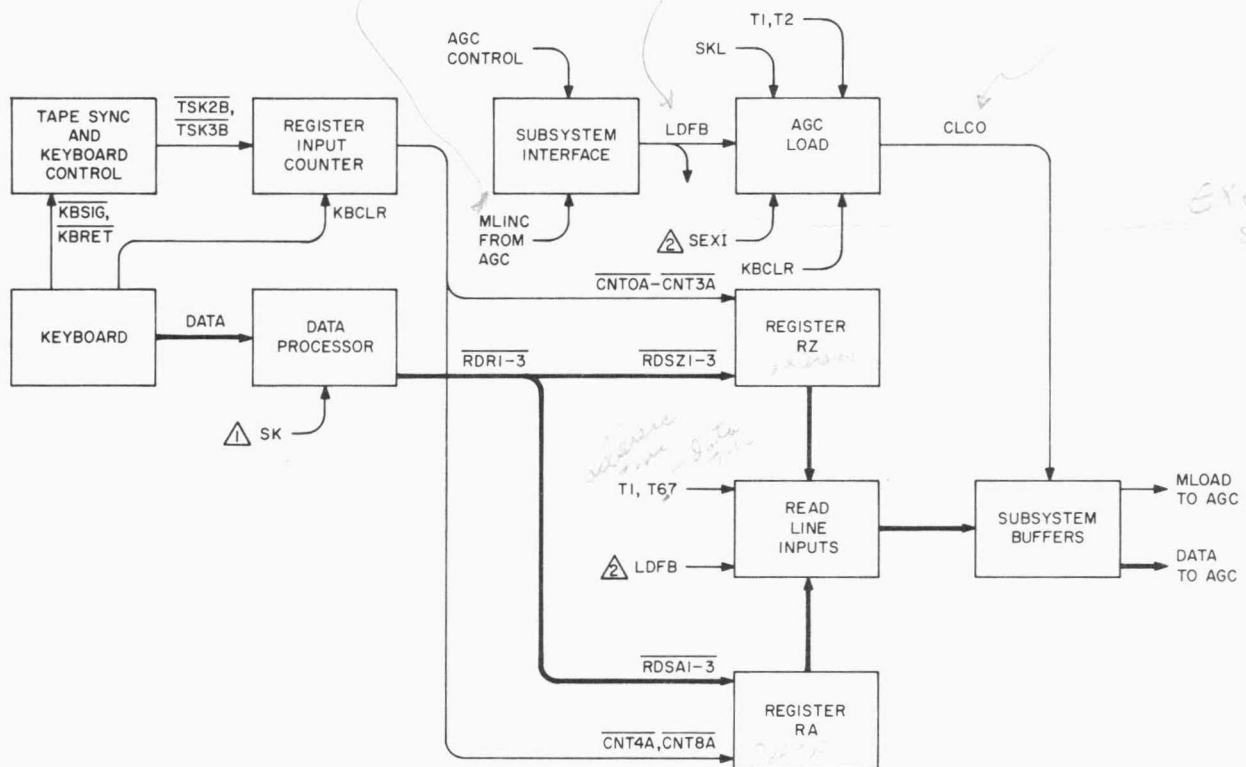 T1,T2
SKL
AGC
CONTROL
TAPE SYNC
AND
KEYBOARD
CONTROL
TSK2B,
TSK3B
REGISTER
INPUT
COUNTER
SUBSYSTEM
INTERFACE
LDFB
AGC
LOAD
CLCO
KBSIG,
KBRET
KBCLR
MLINC
FROM
AGC
2 SEXI
KBCLR
CNT0A-CNT3A
KEYBOARD
DATA
DATA
PROCESSOR
RDR1-3
RDSZ1-3
REGISTER
RZ
1 SK
T1, T67
READ
LINE
INPUTS
SUBSYSTEM
BUFFERS
MLOAD
TO AGC
2 LDFB
DATA
TO AGC
RDSA1-3
REGISTER
RA
CNT4A,CNT8A